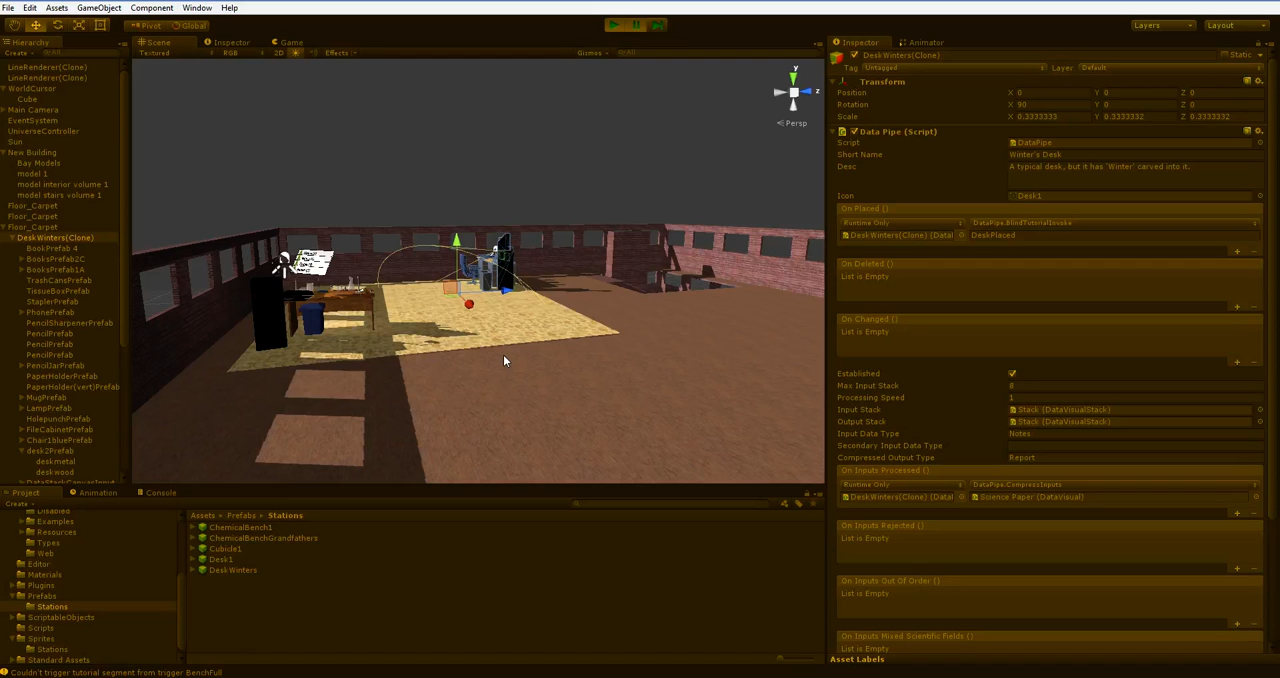 File Edit Assets GameObject Component Window Help
Pivot Global Layers Layout
Hierarchy Scene Inspector Game Inspector Animator
Create All Textured RGB 2D Effects Gizmos All
LineRenderer(Clone)
LineRenderer(Clone)
WorldCursor
Cube
Main Camera
EventSystem
UniverseController
Sun
New Building
Bay Models
model 1
model interior volume 1
model stairs volume 1
Floor_Carpet
Floor_Carpet
Floor_Carpet
DeskWinters(Clone)
BookPrefab 4
BooksPrefab2C
BooksPrefab1A
TrashCansPrefab
TissueBoxPrefab
StaplerPrefab
PhonePrefab
PencilSharpenerPrefab
PencilPrefab
PencilPrefab
PencilPrefab
PencilJarPrefab
PaperHolderPrefab
PaperHolder(vert)Prefab
MugPrefab
LampPrefab
HolepunchPrefab
FileCabinetPrefab
Chair1bluePrefab
desk2Prefab
deskmetal
deskwood
DataStackCanvasInput
y
z
Persp
DeskWinters(Clone) Static
Tag Untagged Layer Default
Transform
Position X 0 Y 0 Z 0
Rotation X 90 Y 0 Z 0
Scale X 0.3333333 Y 0.3333332 Z 0.3333332
Data Pipe (Script)
Script DataPipe
Short Name Winter's Desk
Desc A typical desk, but it has 'Winter' carved into it.
Icon Desk1
On Placed ()
Runtime Only DataPipe.BlindTutorialInvoke
DeskWinters(Clone) (Data DeskPlaced
On Deleted ()
List is Empty
On Changed ()
List is Empty
Established
Max Input Stack 8
Processing Speed 1
Input Stack Stack (DataVisualStack)
Output Stack Stack (DataVisualStack)
Input Data Type Notes
Secondary Input Data Type
Compressed Output Type Report
On Inputs Processed ()
Runtime Only DataPipe.CompressInputs
DeskWinters(Clone) (Data Science Paper (DataVisual)
On Inputs Rejected ()
List is Empty
On Inputs Out Of Order ()
List is Empty
On Inputs Mixed Scientific Fields ()
List is Empty
Asset Labels
Project Animation Console
Create
Disabled
Examples
Resources
Types
Web
Editor
Materials
Plugins
Prefabs
Stations
ScriptableObjects
Scripts
Sprites
Stations
Standard Assets
Assets Prefabs Stations
ChemicalBench1
ChemicalBenchGrandfathers
Cubicle1
Desk1
DeskWinters
Couldn't trigger tutorial segment from trigger BenchFull